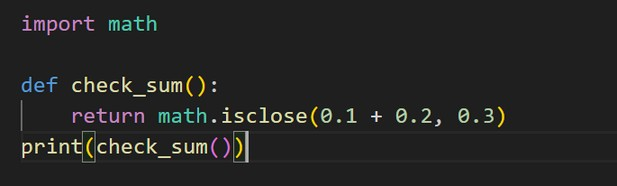 import math

def check_sum():
    return math.isclose(0.1 + 0.2, 0.3)
print(check_sum())